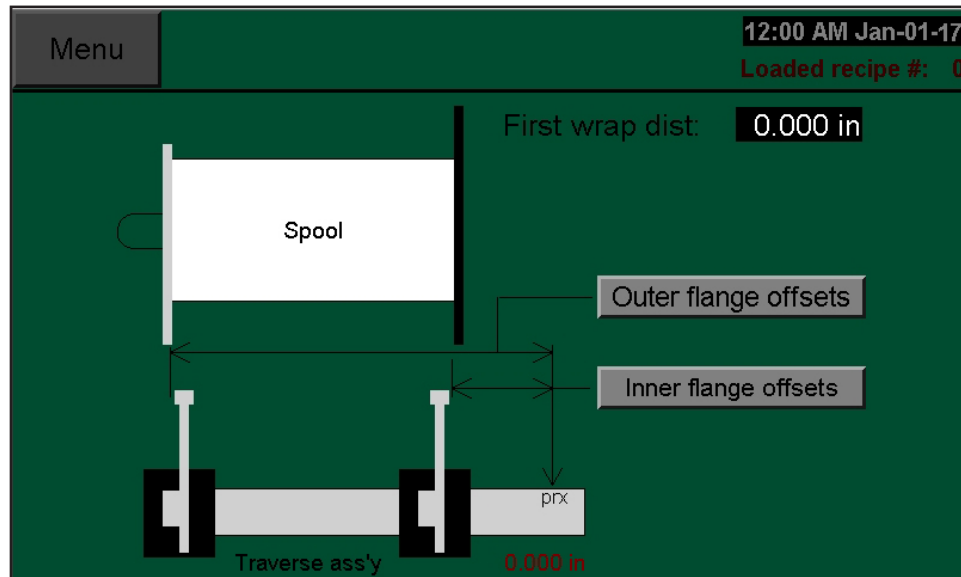 Menu
12:00 AM Jan-01-17
Loaded recipe #: 0
First wrap dist: 0.000 in
Spool
Outer flange offsets
Inner flange offsets
prx
Traverse ass'y 0.000 in